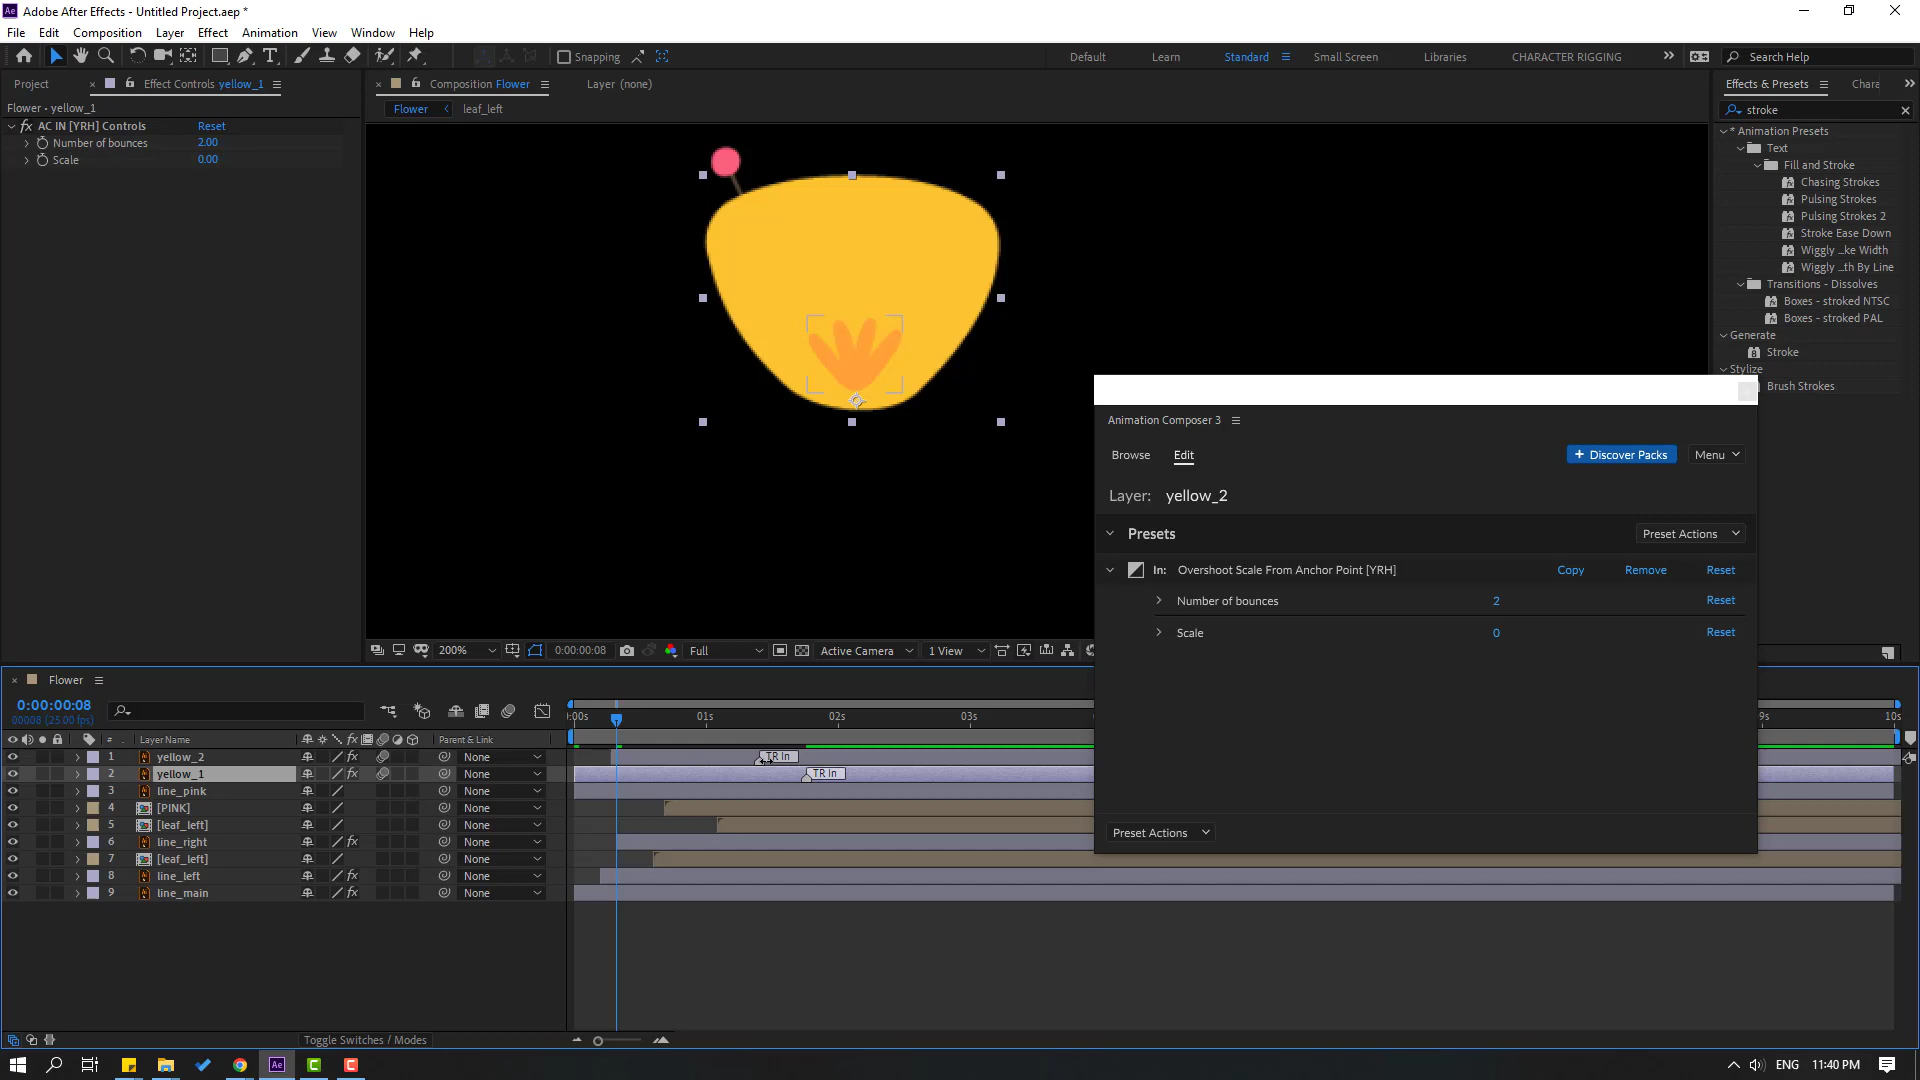 Adobe After Effects - Untitled Project.aep *
File Edit Composition Layer Effect Animation View Window Help
Snapping
Default Learn Standard Small Screen Libraries CHARACTER RIGGING Search Help
Project Effect Controls yellow_1
Composition Flower Layer (none)
Effects & Presets Chara
Flower • yellow_1
Flower leaf_left
stroke
AC IN [YRH] Controls Reset
Number of bounces 2.00
Scale 0.00
* Animation Presets
Text
Fill and Stroke
Chasing Strokes
Pulsing Strokes
Pulsing Strokes 2
Stroke Ease Down
Wiggly ...ke Width
Wiggly ...th By Line
Transitions - Dissolves
Boxes - stroked NTSC
Boxes - stroked PAL
Generate
Stroke
Stylize
Brush Strokes
Animation Composer 3
Browse Edit + Discover Packs Menu
Layer: yellow_2
Presets Preset Actions
In: Overshoot Scale From Anchor Point [YRH] Copy Remove Reset
Number of bounces 2 Reset
Scale 0 Reset
Preset Actions
200% 0:00:00:08 Full Active Camera 1 View
Flower
0:00:00:08
00008 (25.00 fps)
:00s 01s 02s 03s 9s 10s
# Layer Name fx Parent & Link
1 yellow_2 fx None TR In
2 yellow_1 fx None TR In
3 line_pink None
4 [PINK] None
5 [leaf_left] None
6 line_right fx None
7 [leaf_left] None
8 line_left fx None
9 line_main None
Toggle Switches / Modes
ENG 11:40 PM